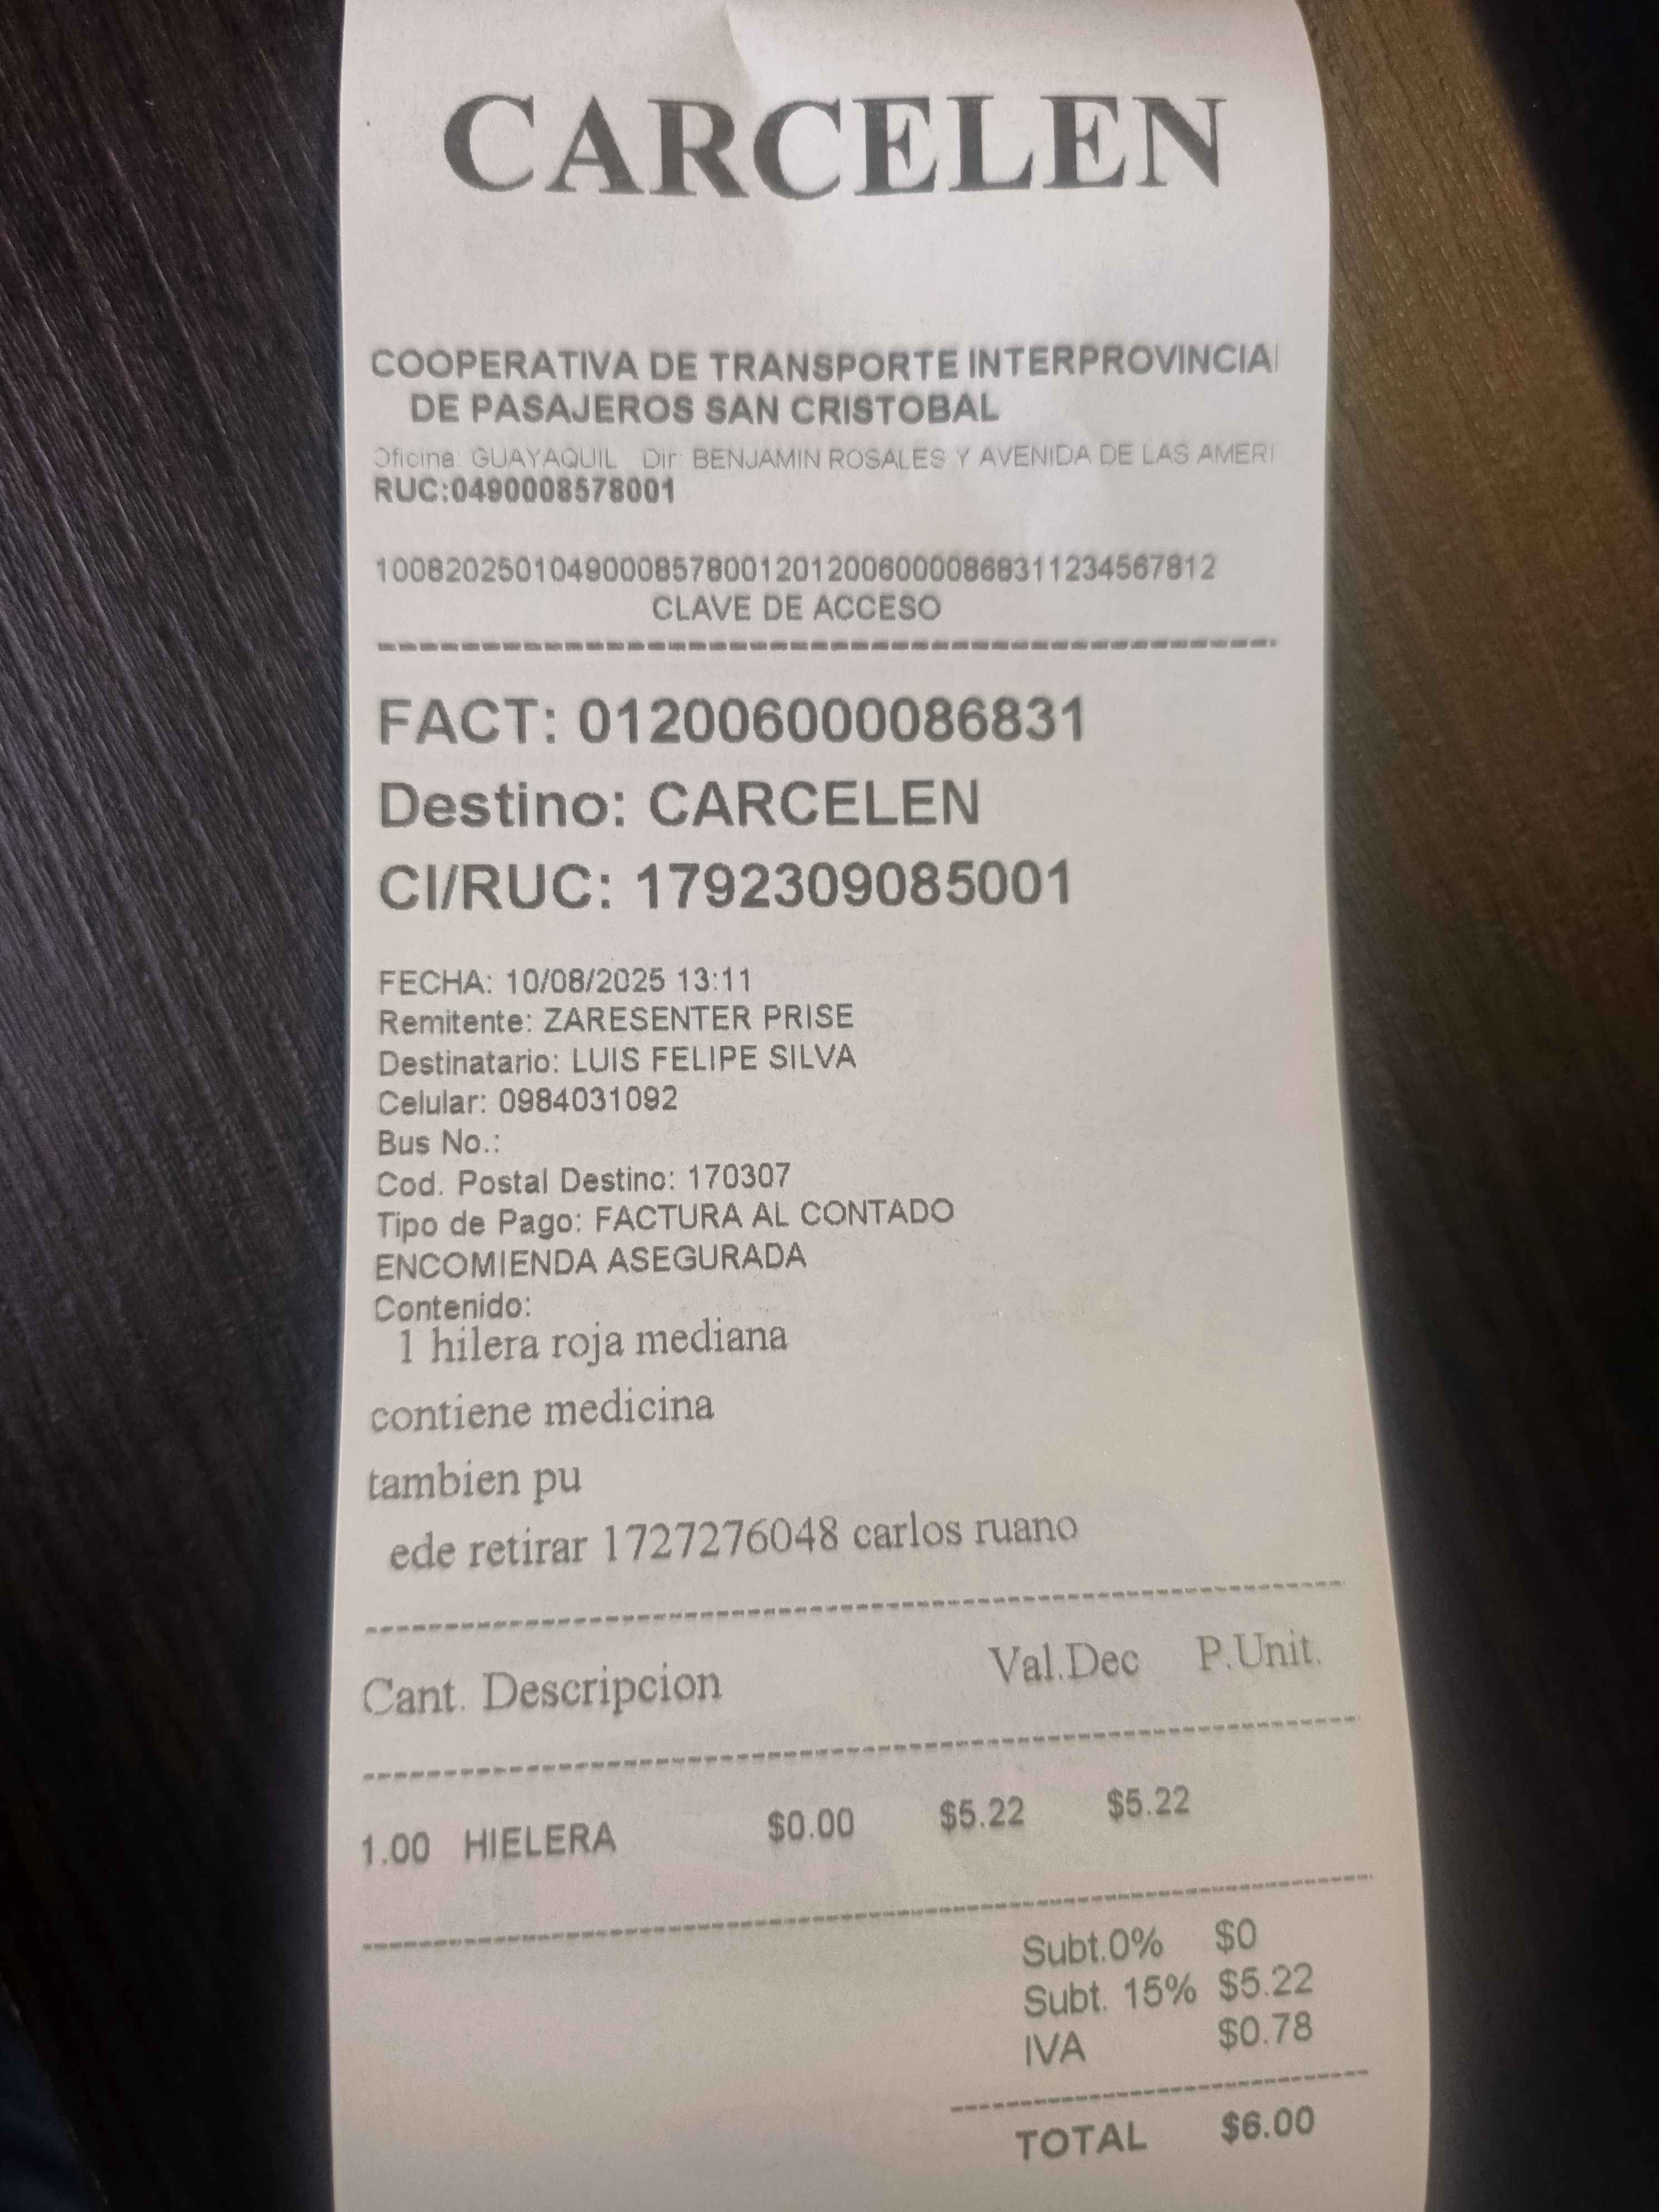 CARCELEN
COOPERATIVA DE TRANSPORTE INTERPROVINCIAL
DE PASAJEROS SAN CRISTOBAL
Oficina: GUAYAQUIL Dir: BENJAMIN ROSALES Y AVENIDA DE LAS AMERI
RUC:0490008578001
1008202501049000857800120120060000868311234567812
CLAVE DE ACCESO
FACT: 012006000086831
Destino: CARCELEN
CI/RUC: 1792309085001
FECHA: 10/08/2025 13:11
Remitente: ZARESENTER PRISE
Destinatario: LUIS FELIPE SILVA
Celular: 0984031092
Bus No.:
Cod. Postal Destino: 170307
Tipo de Pago: FACTURA AL CONTADO
ENCOMIENDA ASEGURADA
Contenido:
1 hilera roja mediana
contiene medicina
tambien pu
ede retirar 1727276048 carlos ruano
Cant. Descripcion Val.Dec P.Unit.
1.00 HIELERA $0.00 $5.22 $5.22
Subt.0% $0
Subt. 15% $5.22
IVA $0.78
TOTAL $6.00